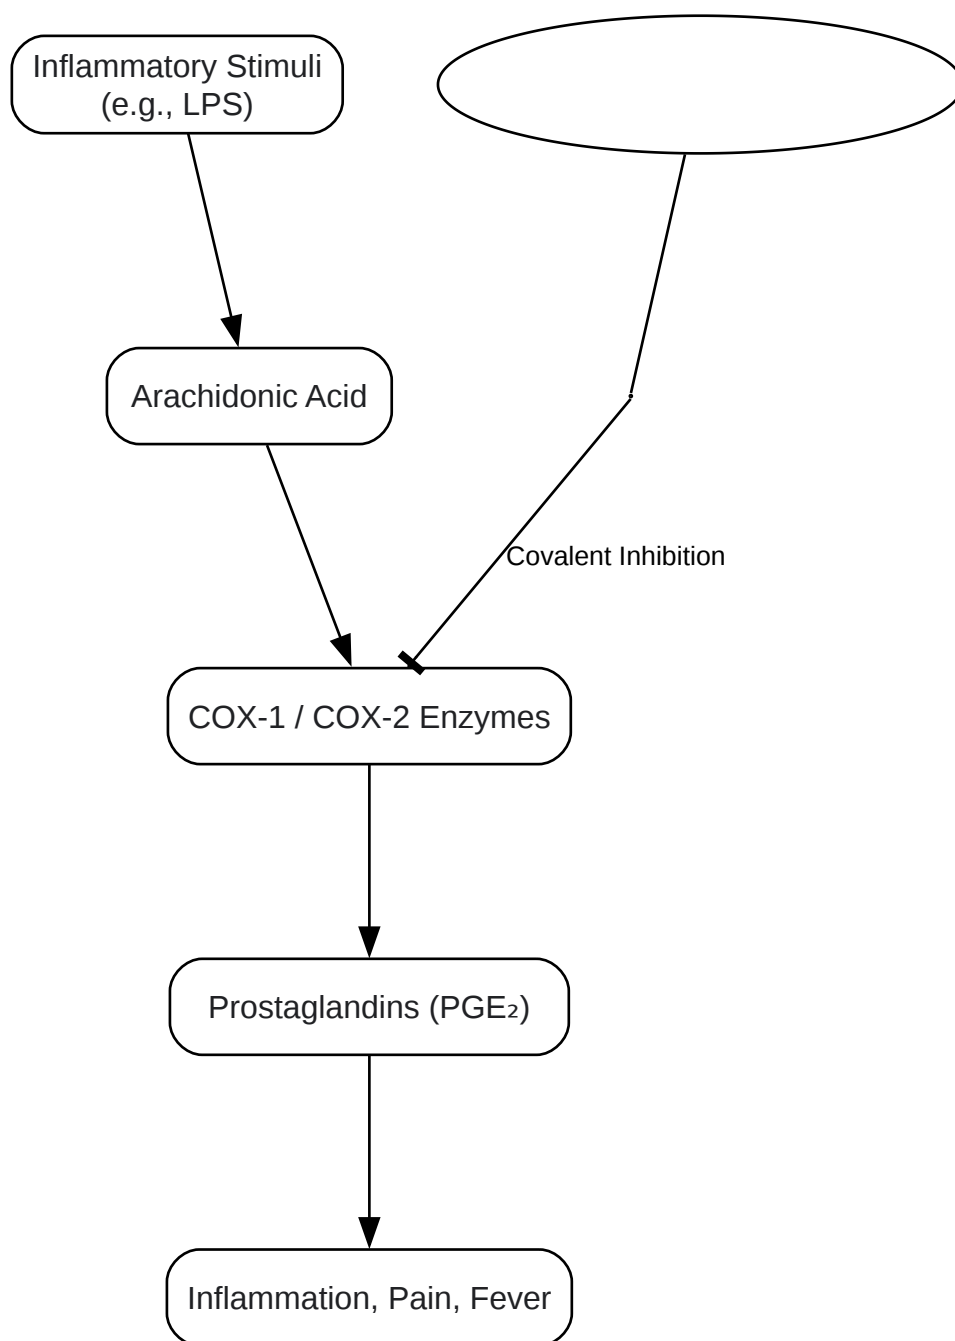 Inflammatory Stimuli
(e.g., LPS)
Arachidonic Acid
Covalent Inhibition
COX-1 / COX-2 Enzymes
Prostaglandins (PGE₂)
Inflammation, Pain, Fever